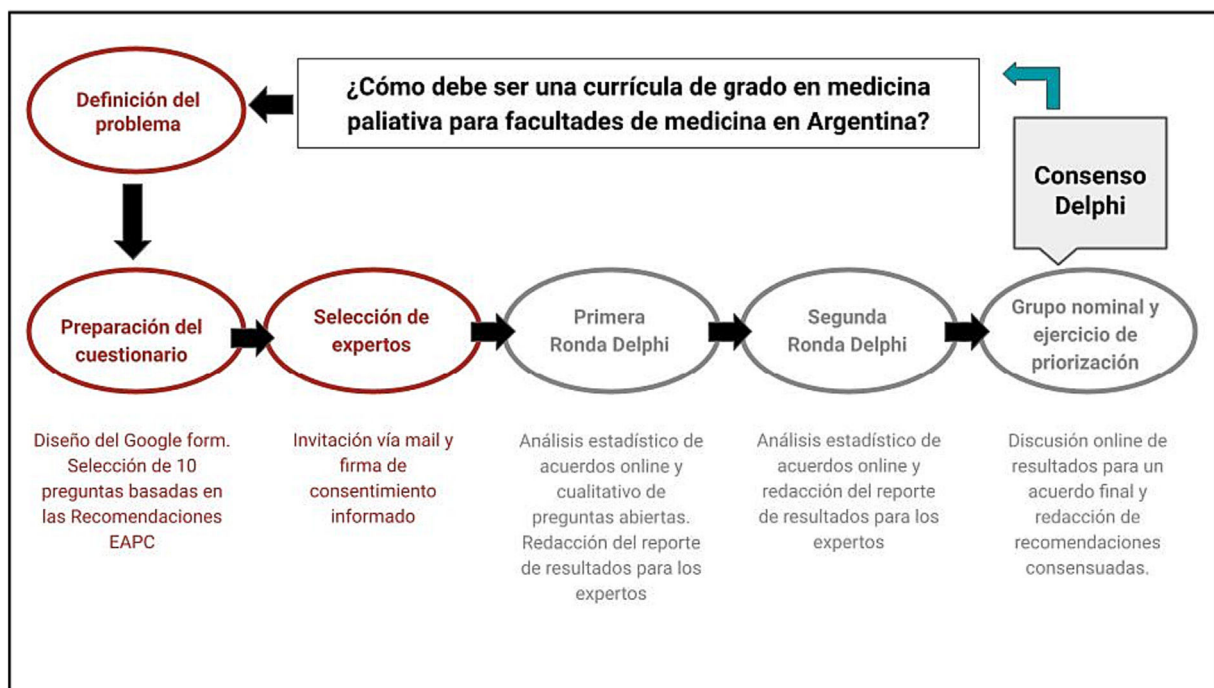 ¿Cómo debe ser una currícula de grado en medicina
paliativa para facultades de medicina en Argentina?
Definición del
problema
Consenso
Delphi
Preparación del
cuestionario
Selección de
expertos
Primera
Ronda Delphi
Segunda
Ronda Delphi
Grupo nominal y
ejercicio de
priorización
Diseño del Google form.
Selección de 10
preguntas basadas en
las Recomendaciones
EAPC
Invitación vía mail y
firma de
consentimiento
informado
Análisis estadístico de
acuerdos online y
cualitativo de
preguntas abiertas.
Redacción del reporte
de resultados para los
expertos
Análisis estadístico de
acuerdos online y
redacción del reporte
de resultados para los
expertos
Discusión online de
resultados para un
acuerdo final y
redacción de
recomendaciones
consensuadas.